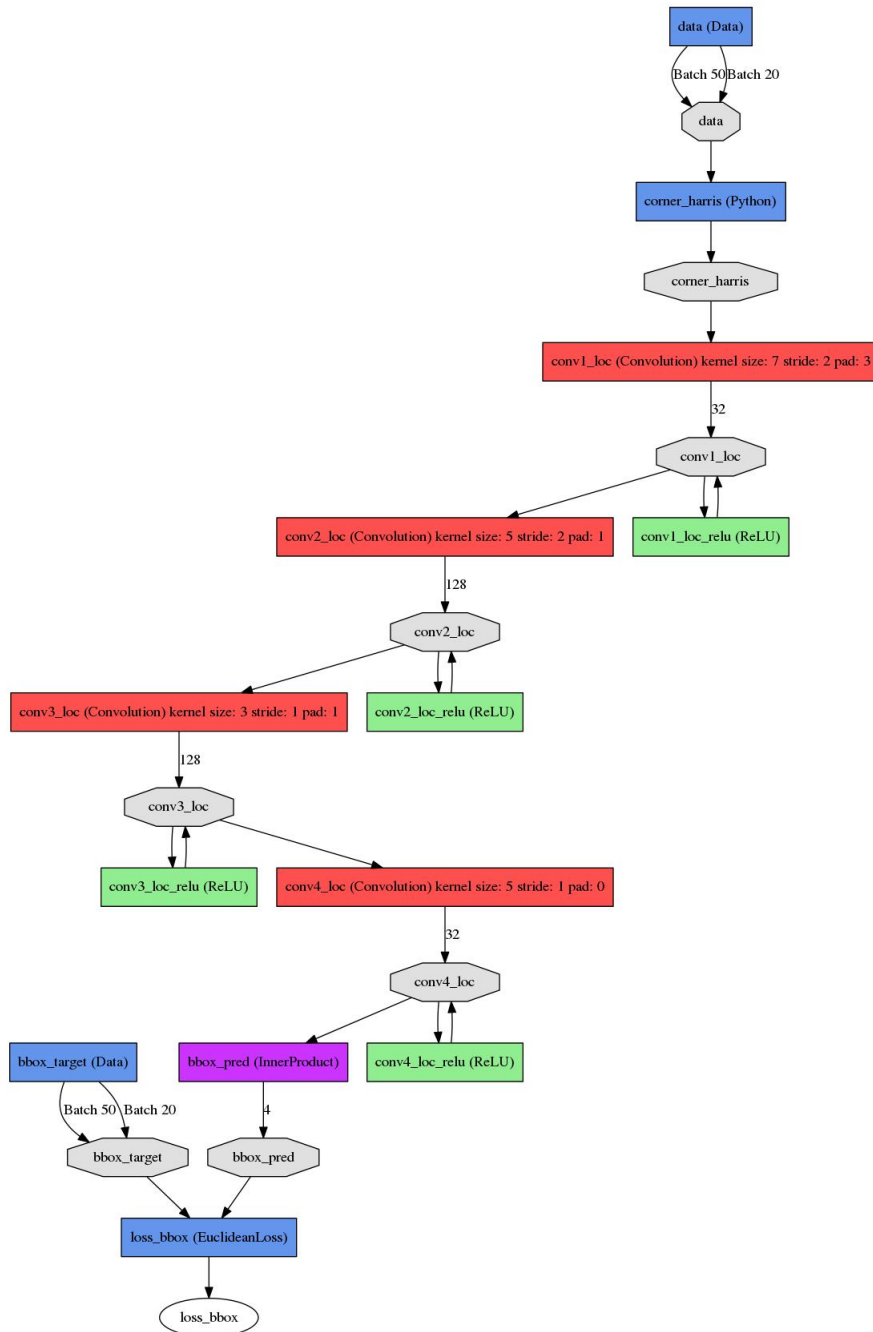 data (Data)
Batch 50
Batch 20
data
corner_harris (Python)
corner_harris
conv1_loc (Convolution) kernel size: 7 stride: 2 pad: 3
32
conv1_loc
conv2_loc (Convolution) kernel size: 5 stride: 2 pad: 1
conv1_loc_relu (ReLU)
128
conv2_loc
conv3_loc (Convolution) kernel size: 3 stride: 1 pad: 1
conv2_loc_relu (ReLU)
128
conv3_loc
conv3_loc_relu (ReLU)
conv4_loc (Convolution) kernel size: 5 stride: 1 pad: 0
32
conv4_loc
bbox_target (Data)
bbox_pred (InnerProduct)
conv4_loc_relu (ReLU)
Batch 50
Batch 20
4
bbox_target
bbox_pred
loss_bbox (EuclideanLoss)
loss_bbox